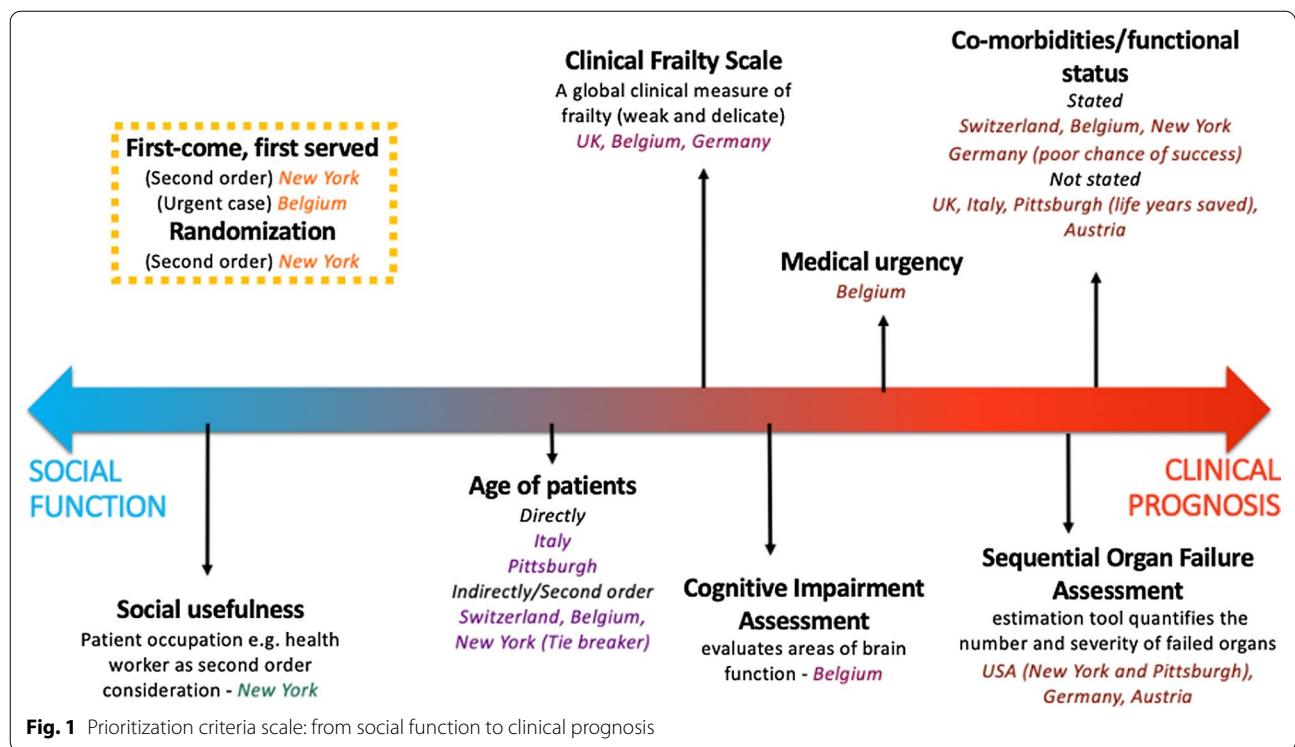 First-come, first served
(Second order) New York
(Urgent case) Belgium
Randomization
(Second order) New York
Clinical Frailty Scale
A global clinical measure of
frailty (weak and delicate)
UK, Belgium, Germany
Medical urgency
Belgium
Co-morbidities/functional
status
Stated
Switzerland, Belgium, New York
Germany (poor chance of success)
Not stated
UK, Italy, Pittsburgh (life years saved),
Austria
SOCIAL
FUNCTION
CLINICAL
PROGNOSIS
Social usefulness
Patient occupation e.g. health
worker as second order
consideration - New York
Age of patients
Directly
Italy
Pittsburgh
Indirectly/Second order
Switzerland, Belgium,
New York (Tie breaker)
Cognitive Impairment
Assessment
evaluates areas of brain
function - Belgium
Sequential Organ Failure
Assessment
estimation tool quantifies the
number and severity of failed organs
USA (New York and Pittsburgh),
Germany, Austria
Fig. 1 Prioritization criteria scale: from social function to clinical prognosis